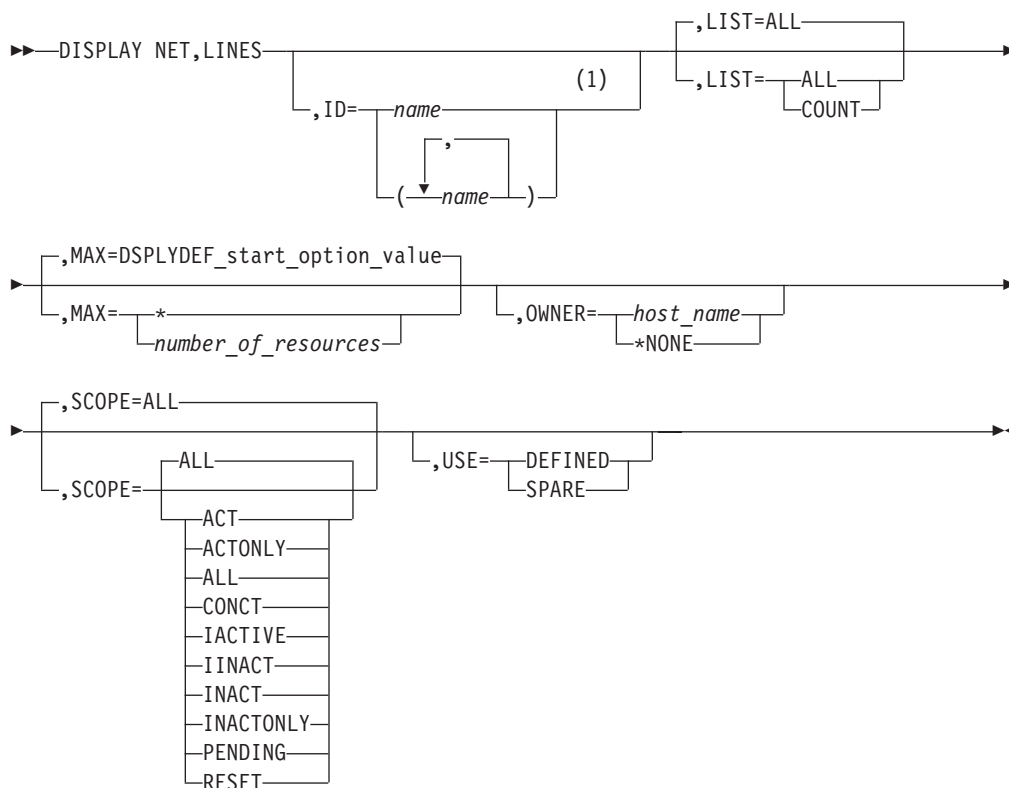 DISPLAY NET,LINES
,ID= name (1)
,
( name )
,LIST=ALL
,LIST= ALL
COUNT
,MAX=DSPLYDEF_start_option_value
,MAX= *
number_of_resources
,OWNER= host_name
*NONE
,SCOPE=ALL
,SCOPE= ALL
ACT
ACTONLY
ALL
CONCT
IACTIVE
IINACT
INACT
INACTONLY
PENDING
RESET
,USE= DEFINED
SPARE